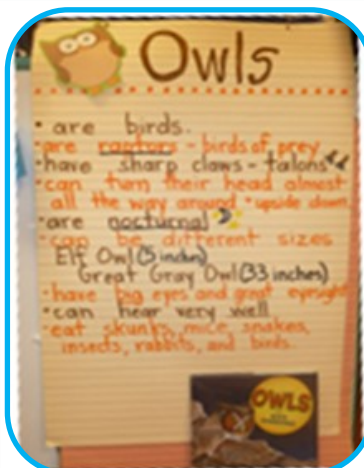 Owls
• are birds.
• are raptors - birds of prey
• have sharp claws - talons
• can turn their head almost
all the way around • upside down
• are nocturnal
• can be different sizes
Elf Owl (5 inches)
Great Gray Owl (33 inches)
• have big eyes and great eyesight
• can hear very well
• eat skunks, mice, snakes,
insects, rabbits, and birds.
OWLS